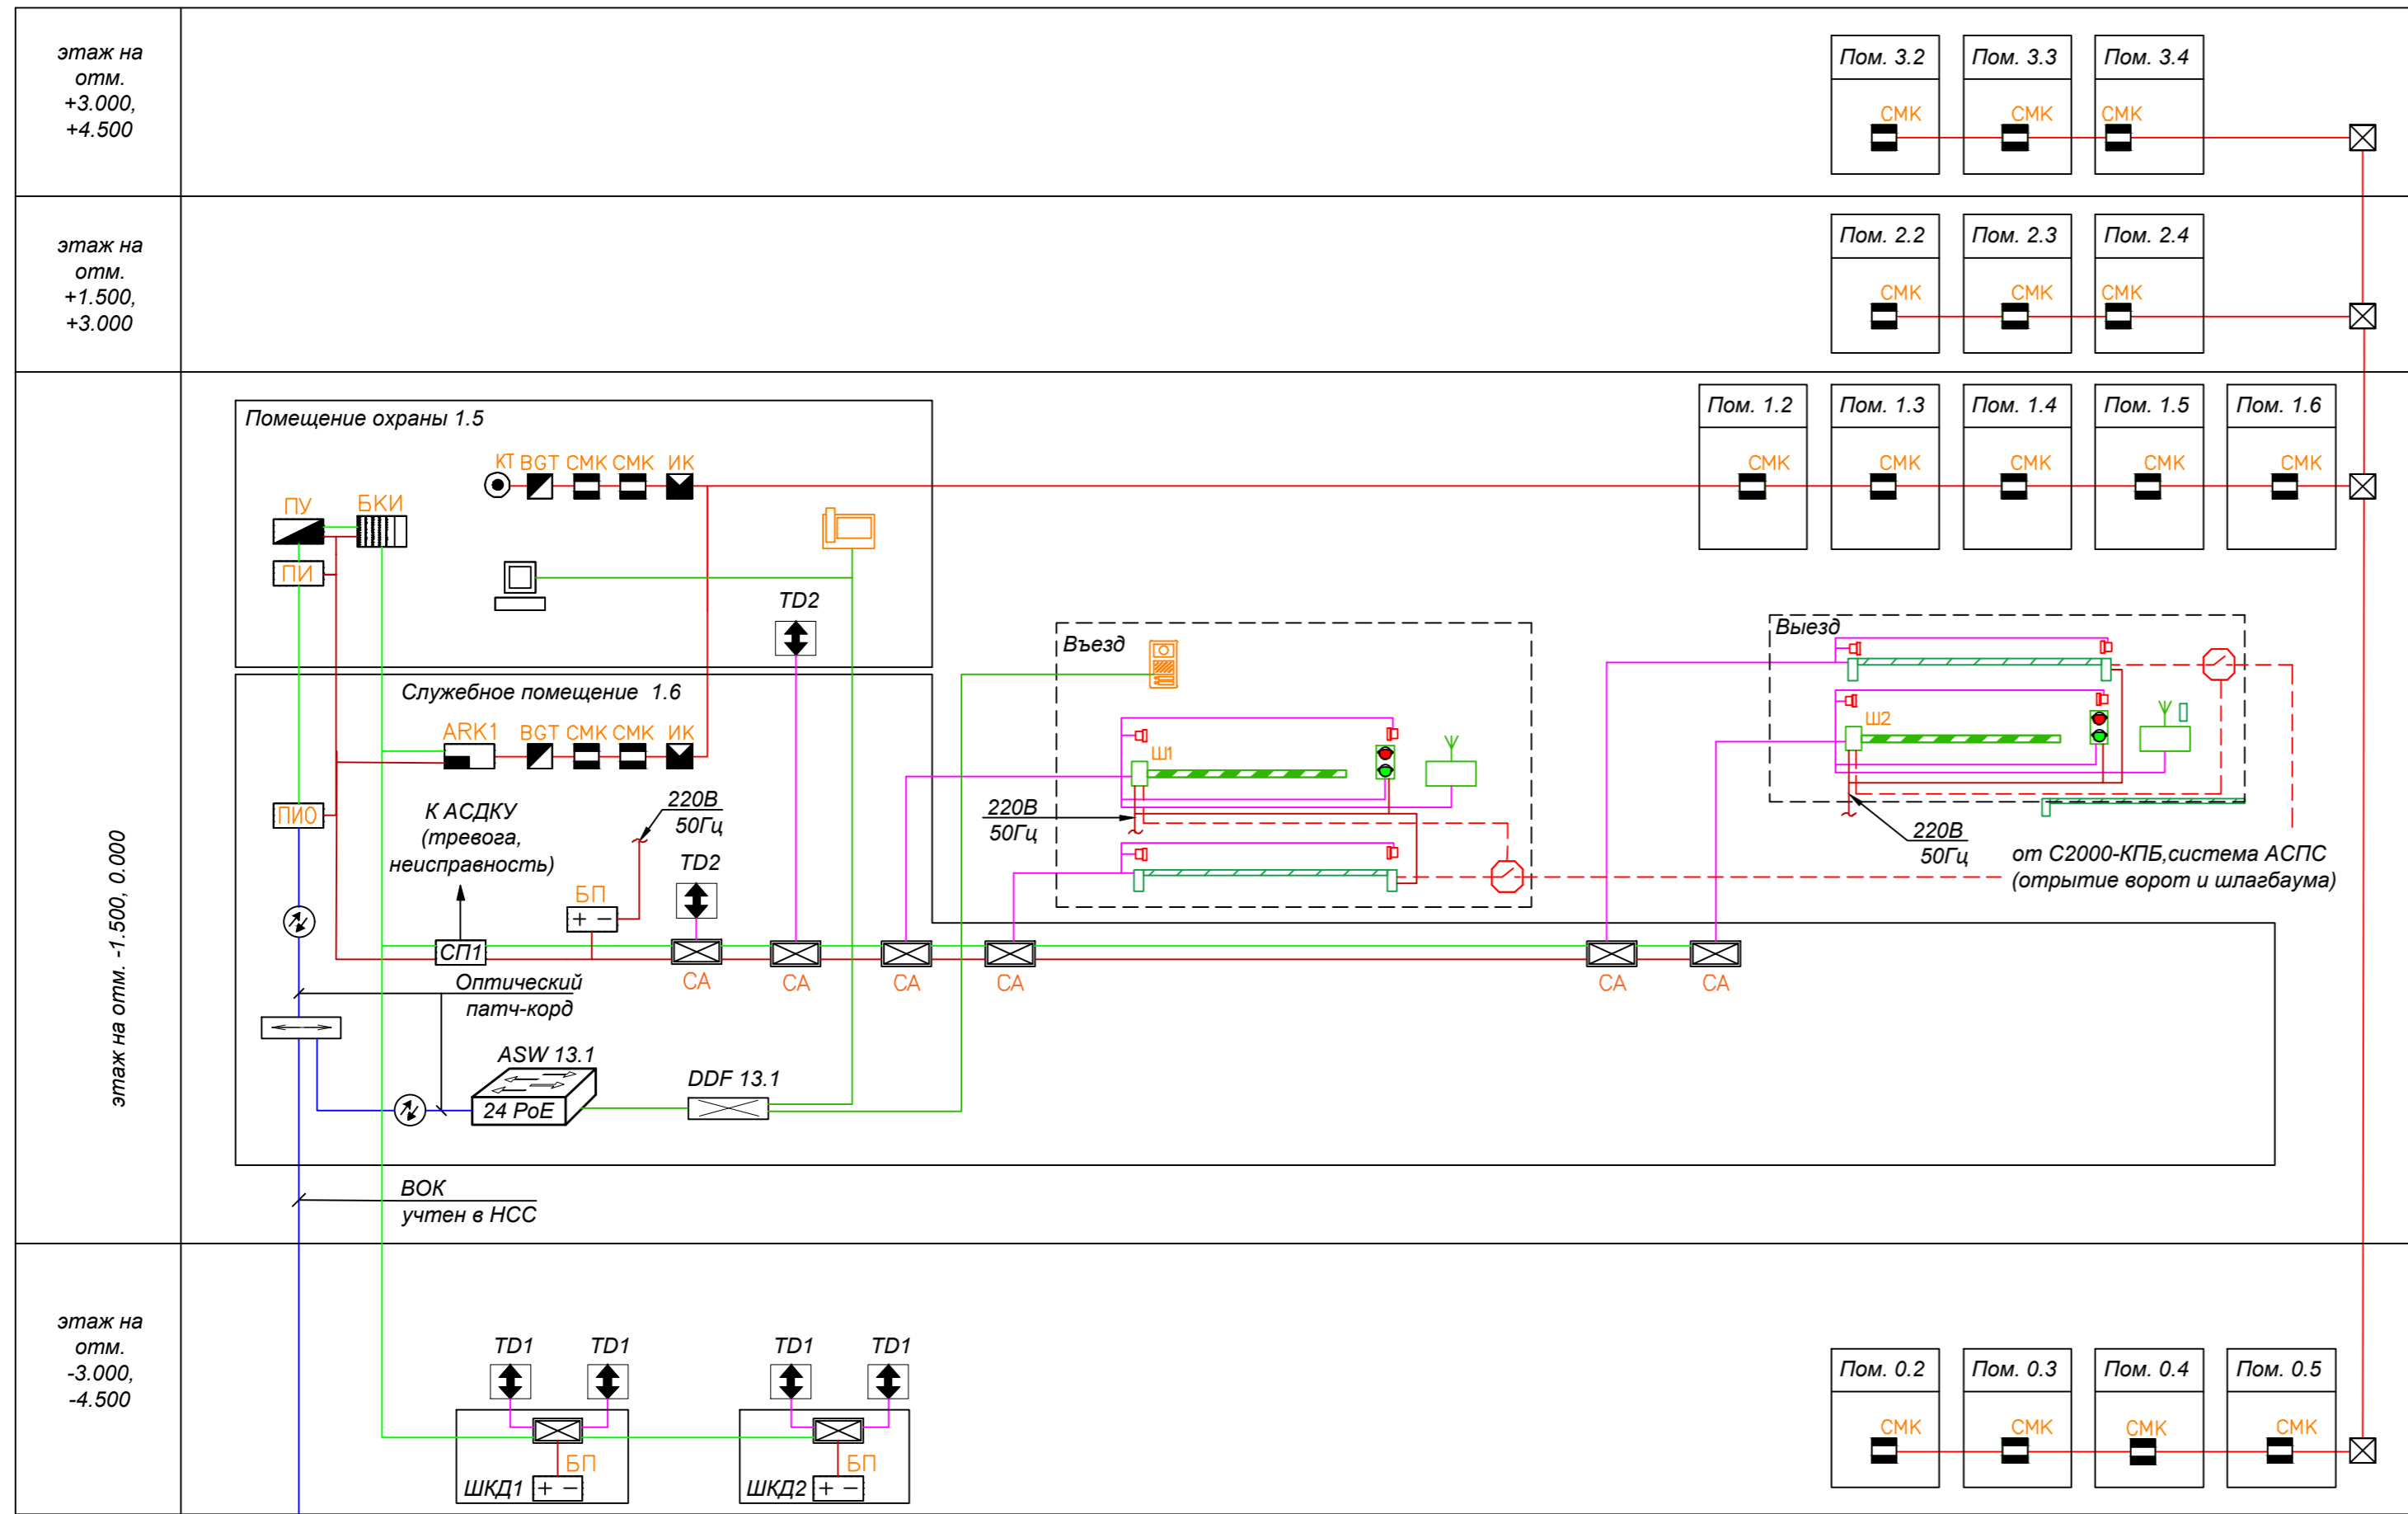 этаж на
отм.
+3.000,
+4.500
Пом. 3.2
Пом. 3.3
Пом. 3.4
СМК
СМК
СМК
этаж на
отм.
+1.500,
+3.000
Пом. 2.2
Пом. 2.3
Пом. 2.4
СМК
СМК
СМК
этаж на отм. -1.500, 0.000
Помещение охраны 1.5
КТ
BGT
СМК
СМК
ИК
ПУ
БКИ
ПИ
TD2
Пом. 1.2
Пом. 1.3
Пом. 1.4
Пом. 1.5
Пом. 1.6
СМК
СМК
СМК
СМК
СМК
Служебное помещение 1.6
ARK1
BGT
СМК
СМК
ИК
ПИО
К АСДКУ
(тревога,
неисправность)
220В
50Гц
TD2
БП
+ −
СП1
СА
СА
СА
СА
СА
СА
Въезд
Ш1
220В
50Гц
Выезд
Ш2
220В
50Гц
от С2000-КПБ,система АСПС
(отрытие ворот и шлагбаума)
Оптический
патч-корд
ASW 13.1
24 PoE
DDF 13.1
ВОК
учтен в НСС
этаж на
отм.
-3.000,
-4.500
TD1
TD1
TD1
TD1
БП
ШКД1
+ −
БП
ШКД2
+ −
Пом. 0.2
Пом. 0.3
Пом. 0.4
Пом. 0.5
СМК
СМК
СМК
СМК